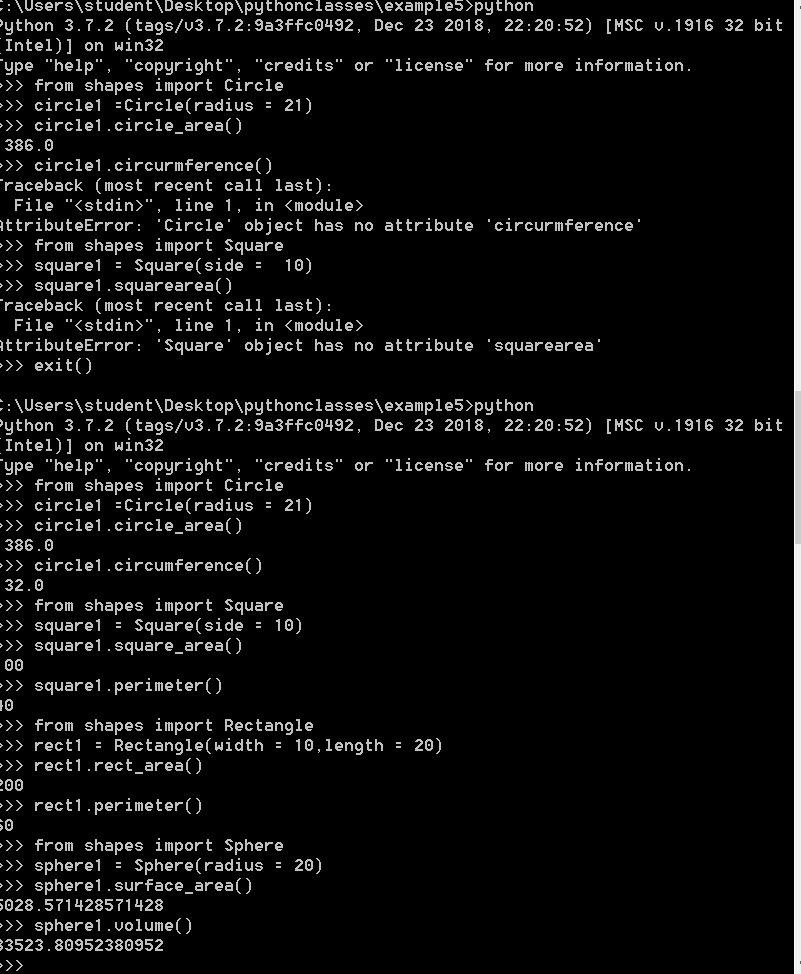 C:\Users\student\Desktop\pythonclasses\example5>python
Python 3.7.2 (tags/v3.7.2:9a3ffc0492, Dec 23 2018, 22:20:52) [MSC v.1916 32 bit
(Intel)] on win32
Type "help", "copyright", "credits" or "license" for more information.
>>> from shapes import Circle
>>> circle1 =Circle(radius = 21)
>>> circle1.circle_area()
386.0
>>> circle1.circurmference()
Traceback (most recent call last):
  File "<stdin>", line 1, in <module>
AttributeError: 'Circle' object has no attribute 'circurmference'
>>> from shapes import Square
>>> square1 = Square(side =  10)
>>> square1.squarearea()
Traceback (most recent call last):
  File "<stdin>", line 1, in <module>
AttributeError: 'Square' object has no attribute 'squarearea'
>>> exit()
C:\Users\student\Desktop\pythonclasses\example5>python
Python 3.7.2 (tags/v3.7.2:9a3ffc0492, Dec 23 2018, 22:20:52) [MSC v.1916 32 bit
(Intel)] on win32
Type "help", "copyright", "credits" or "license" for more information.
>>> from shapes import Circle
>>> circle1 =Circle(radius = 21)
>>> circle1.circle_area()
386.0
>>> circle1.circumference()
32.0
>>> from shapes import Square
>>> square1 = Square(side = 10)
>>> square1.square_area()
00
>>> square1.perimeter()
40
>>> from shapes import Rectangle
>>> rect1 = Rectangle(width = 10,length = 20)
>>> rect1.rect_area()
200
>>> rect1.perimeter()
60
>>> from shapes import Sphere
>>> sphere1 = Sphere(radius = 20)
>>> sphere1.surface_area()
5028.571428571428
>>> sphere1.volume()
33523.80952380952
>>>